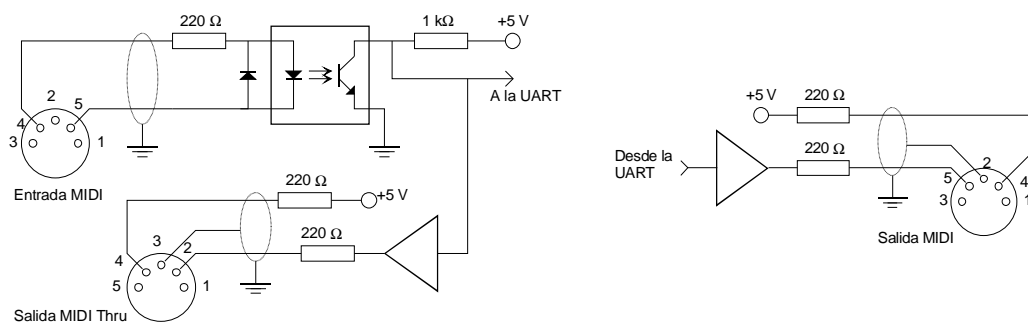 220 Ω
1 kΩ
+5 V
A la UART
2
4
5
3
1
Entrada MIDI
220 Ω
+5 V
220 Ω
3
4
2
5
1
Salida MIDI Thru
+5 V
220 Ω
220 Ω
Desde la
UART
2
5
4
3
1
Salida MIDI